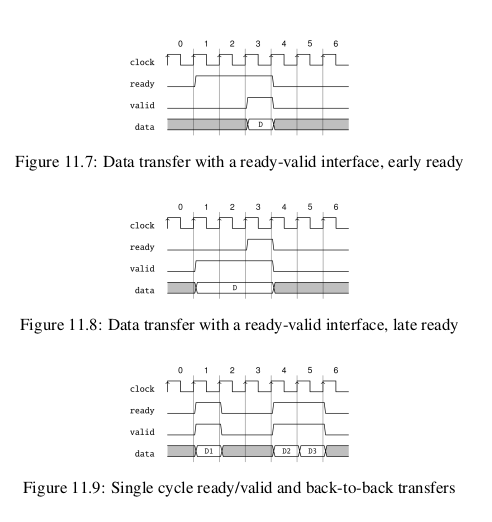 0 1 2 3 4 5 6
clock
ready
valid
data D
Figure 11.7: Data transfer with a ready-valid interface, early ready
0 1 2 3 4 5 6
clock
ready
valid
data D
Figure 11.8: Data transfer with a ready-valid interface, late ready
0 1 2 3 4 5 6
clock
ready
valid
data D1 D2 D3
Figure 11.9: Single cycle ready/valid and back-to-back transfers